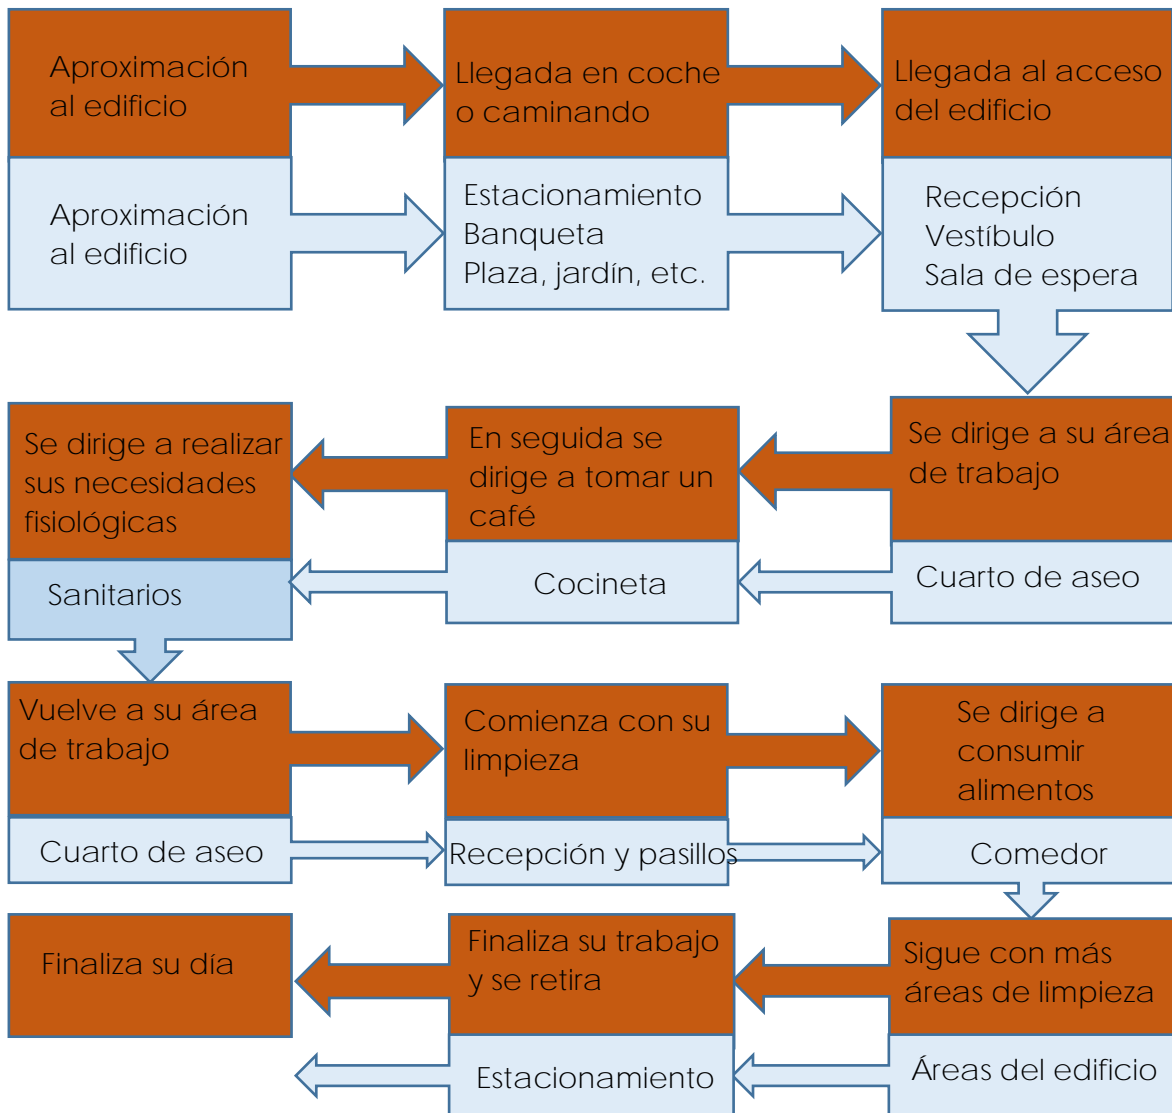 Aproximación
al edificio
Llegada en coche
o caminando
Llegada al acceso
del edificio
Aproximación
al edificio
Estacionamiento
Banqueta
Plaza, jardín, etc.
Recepción
Vestíbulo
Sala de espera
Se dirige a realizar
sus necesidades
fisiológicas
En seguida se
dirige a tomar un
café
Se dirige a su área
de trabajo
Sanitarios
Cocineta
Cuarto de aseo
Vuelve a su área
de trabajo
Comienza con su
limpieza
Se dirige a
consumir
alimentos
Cuarto de aseo
Recepción y pasillos
Comedor
Finaliza su día
Finaliza su trabajo
y se retira
Sigue con más
áreas de limpieza
Estacionamiento
Áreas del edificio